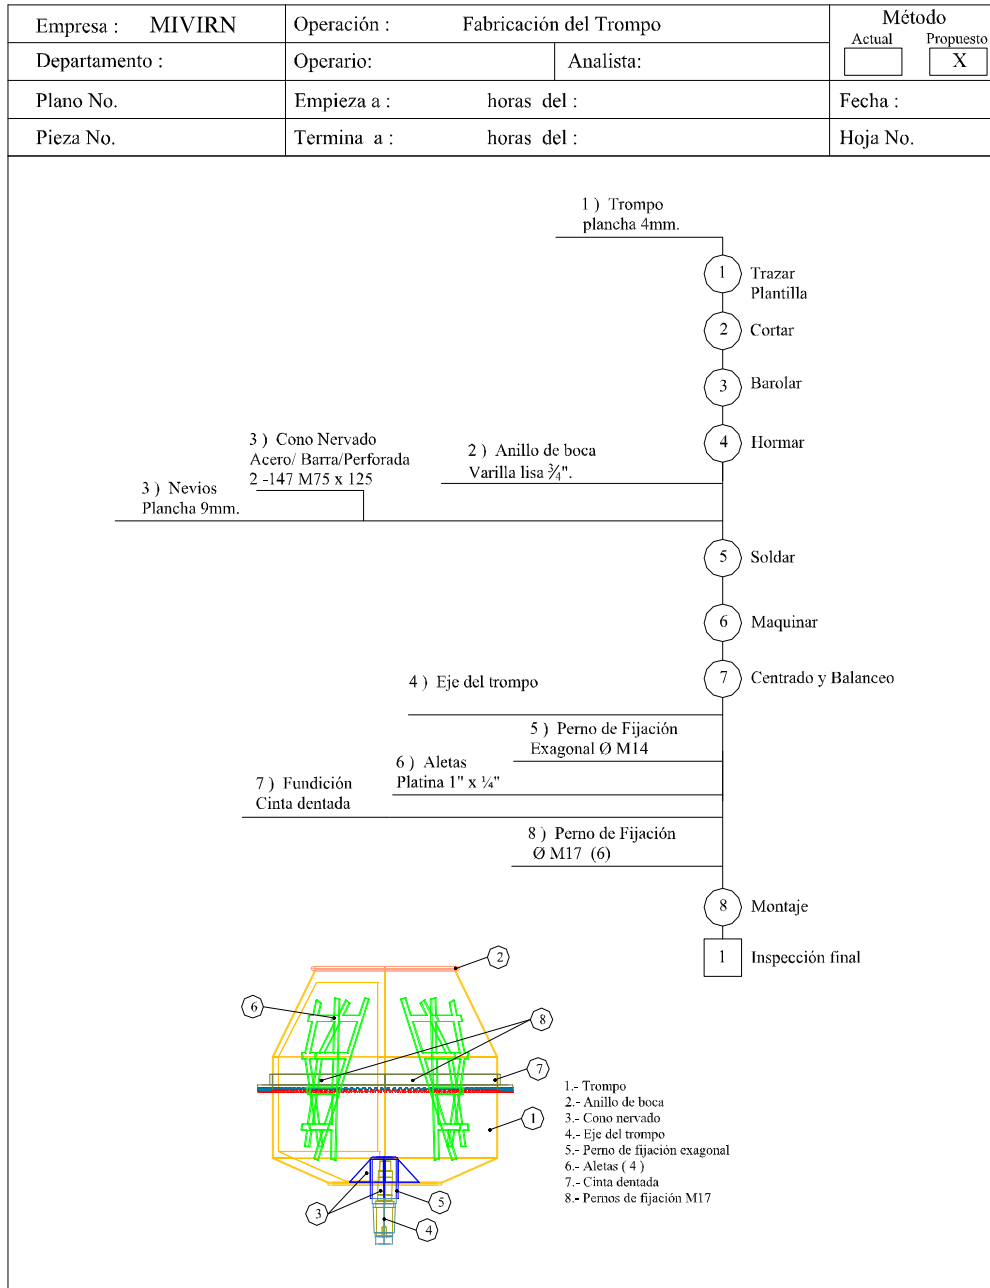 Empresa : MIVIRN
Operación : Fabricación del Trompo
Método
Actual Propuesto
X
Departamento :
Operario:
Analista:
Plano No.
Empieza a : horas del :
Fecha :
Pieza No.
Termina a : horas del :
Hoja No.
1 ) Trompo
plancha 4mm.
1 Trazar
Plantilla
2 Cortar
3 Barolar
4 Hormar
3 ) Cono Nervado
Acero/ Barra/Perforada
2 -147 M75 x 125
2 ) Anillo de boca
Varilla lisa ¾".
3 ) Nevios
Plancha 9mm.
5 Soldar
6 Maquinar
7 Centrado y Balanceo
4 ) Eje del trompo
5 ) Perno de Fijación
Exagonal Ø M14
6 ) Aletas
Platina 1" x ¼"
7 ) Fundición
Cinta dentada
8 ) Perno de Fijación
Ø M17 (6)
8 Montaje
1 Inspección final
2
6
8
7
1
3
5
4
1.- Trompo
2.- Anillo de boca
3.- Cono nervado
4.- Eje del trompo
5.- Perno de fijación exagonal
6.- Aletas ( 4 )
7.- Cinta dentada
8.- Pernos de fijación M17